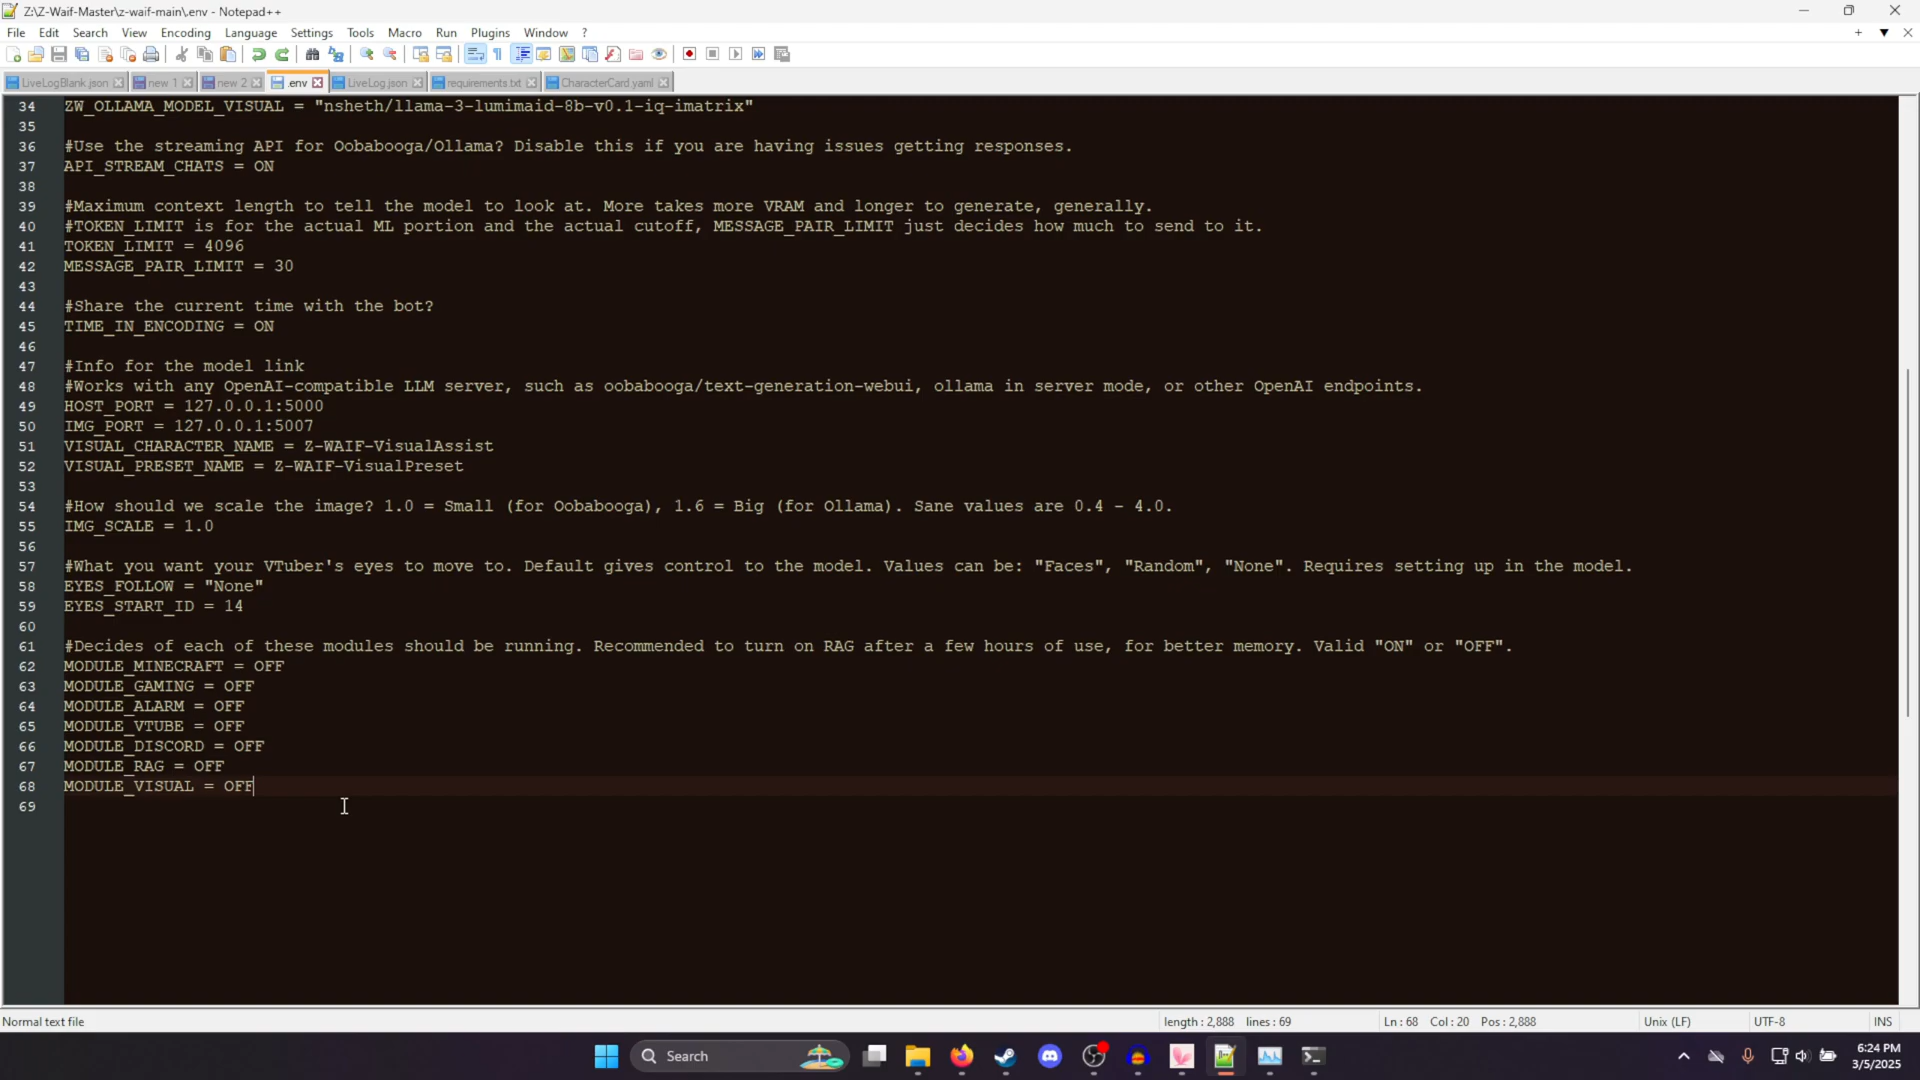 Z:\Z-Waif-Master\z-waif-main\.env - Notepad++
File Edit Search View Encoding Language Settings Tools Macro Run Plugins Window ?
LiveLogBlank.json new 1 new 2 .env LiveLog.json requirements.txt CharacterCard.yaml
34 ZW_OLLAMA_MODEL_VISUAL = "nsheth/llama-3-lumimaid-8b-v0.1-iq-imatrix"
35
36 #Use the streaming API for Oobabooga/Ollama? Disable this if you are having issues getting responses.
37 API_STREAM_CHATS = ON
38
39 #Maximum context length to tell the model to look at. More takes more VRAM and longer to generate, generally.
40 #TOKEN_LIMIT is for the actual ML portion and the actual cutoff, MESSAGE_PAIR_LIMIT just decides how much to send to it.
41 TOKEN_LIMIT = 4096
42 MESSAGE_PAIR_LIMIT = 30
43
44 #Share the current time with the bot?
45 TIME_IN_ENCODING = ON
46
47 #Info for the model link
48 #Works with any OpenAI-compatible LLM server, such as oobabooga/text-generation-webui, ollama in server mode, or other OpenAI endpoints.
49 HOST_PORT = 127.0.0.1:5000
50 IMG_PORT = 127.0.0.1:5007
51 VISUAL_CHARACTER_NAME = Z-WAIF-VisualAssist
52 VISUAL_PRESET_NAME = Z-WAIF-VisualPreset
53
54 #How should we scale the image? 1.0 = Small (for Oobabooga), 1.6 = Big (for Ollama). Sane values are 0.4 - 4.0.
55 IMG_SCALE = 1.0
56
57 #What you want your VTuber's eyes to move to. Default gives control to the model. Values can be: "Faces", "Random", "None". Requires setting up in the model.
58 EYES_FOLLOW = "None"
59 EYES_START_ID = 14
60
61 #Decides of each of these modules should be running. Recommended to turn on RAG after a few hours of use, for better memory. Valid "ON" or "OFF".
62 MODULE_MINECRAFT = OFF
63 MODULE_GAMING = OFF
64 MODULE_ALARM = OFF
65 MODULE_VTUBE = OFF
66 MODULE_DISCORD = OFF
67 MODULE_RAG = OFF
68 MODULE_VISUAL = OFF
69
Normal text file length : 2,888 lines : 69 Ln : 68 Col : 20 Pos : 2,888 Unix (LF) UTF-8 INS
Search
6:24 PM
3/5/2025